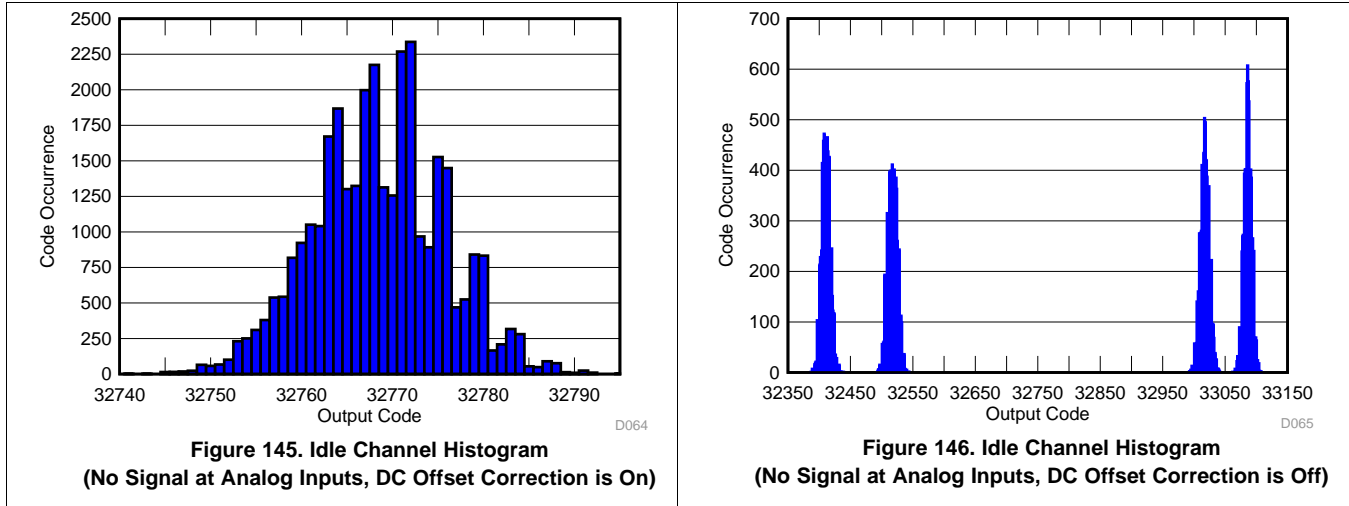 2500
2250
2000
1750
1500
1250
1000
750
500
250
0
Code Occurrence
32740 32750 32760 32770 32780 32790
Output Code
D064
Figure 145. Idle Channel Histogram
(No Signal at Analog Inputs, DC Offset Correction is On)
700
600
500
400
300
200
100
0
Code Occurrence
32350 32450 32550 32650 32750 32850 32950 33050 33150
Output Code
D065
Figure 146. Idle Channel Histogram
(No Signal at Analog Inputs, DC Offset Correction is Off)